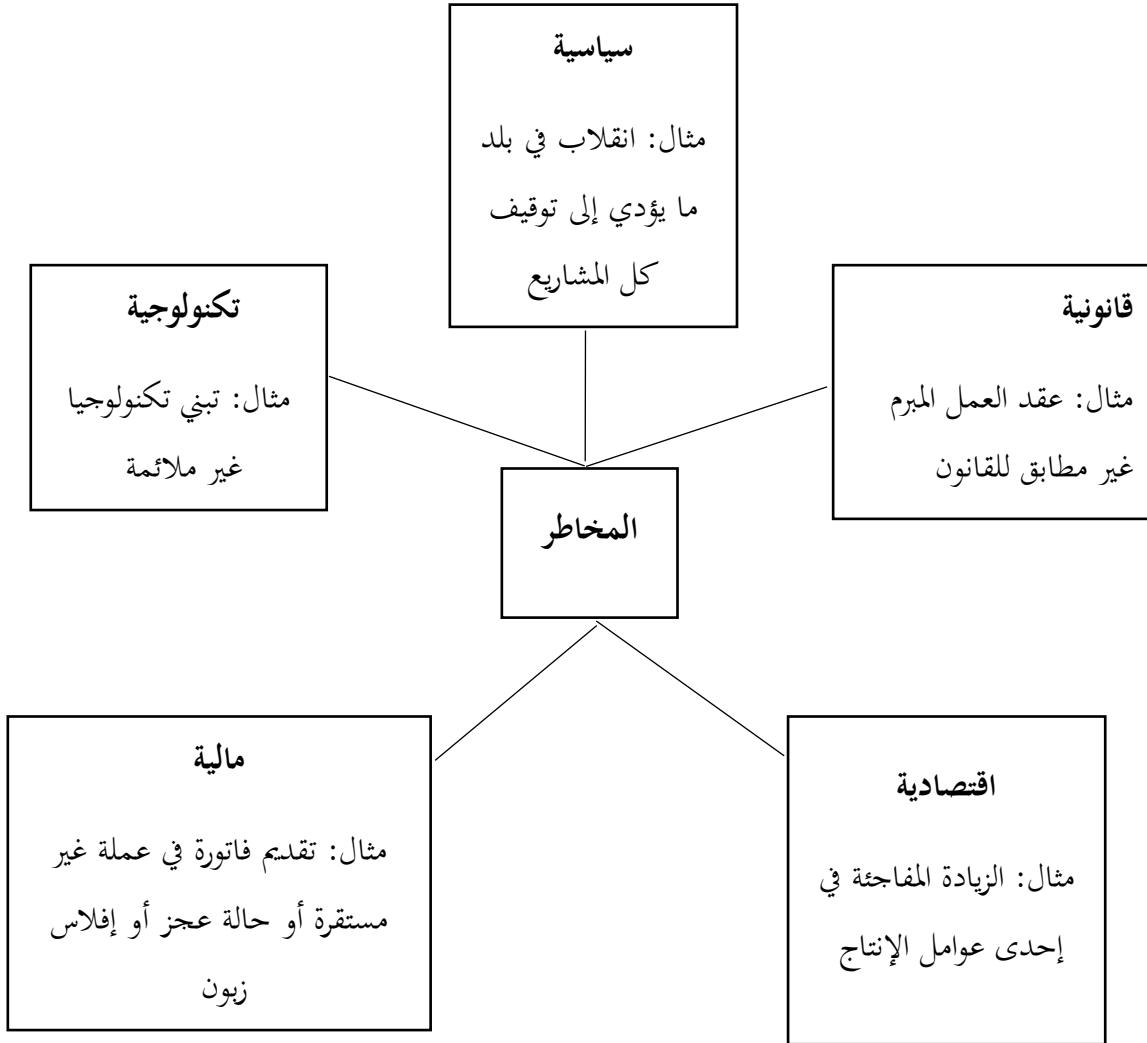 سياسية
مثال: انقلاب في بلد
ما يؤدي إلى توقيف
كل المشاريع
قانونية
مثال: عقد العمل المبرم
غير مطابق للقانون
تكنولوجية
مثال: تبني تكنولوجيا
غير ملائمة
المخاطر
اقتصادية
مثال: الزيادة المفاجئة في
إحدى عوامل الإنتاج
مالية
مثال: تقديم فاتورة في عملة غير
مستقرة أو حالة عجز أو إفلاس
زبون